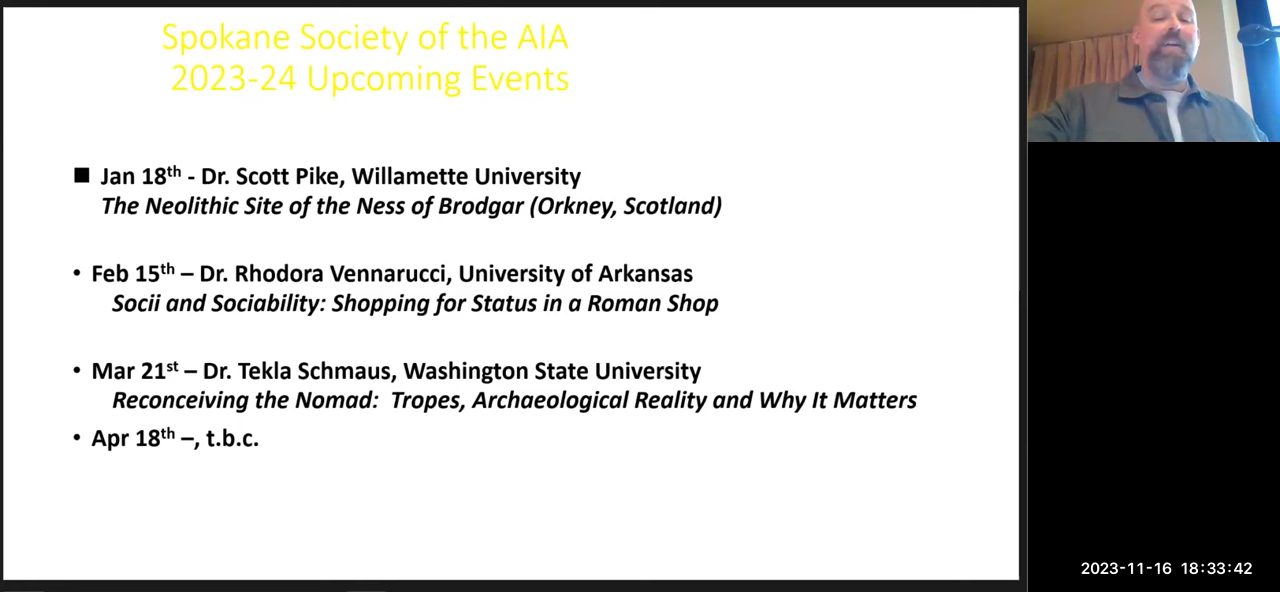 Spokane Society of the AIA
2023-24 Upcoming Events
■ Jan 18th - Dr. Scott Pike, Willamette University
The Neolithic Site of the Ness of Brodgar (Orkney, Scotland)
• Feb 15th – Dr. Rhodora Vennarucci, University of Arkansas
Socii and Sociability: Shopping for Status in a Roman Shop
• Mar 21st – Dr. Tekla Schmaus, Washington State University
Reconceiving the Nomad:  Tropes, Archaeological Reality and Why It Matters
• Apr 18th –, t.b.c.
2023-11-16 18:33:42